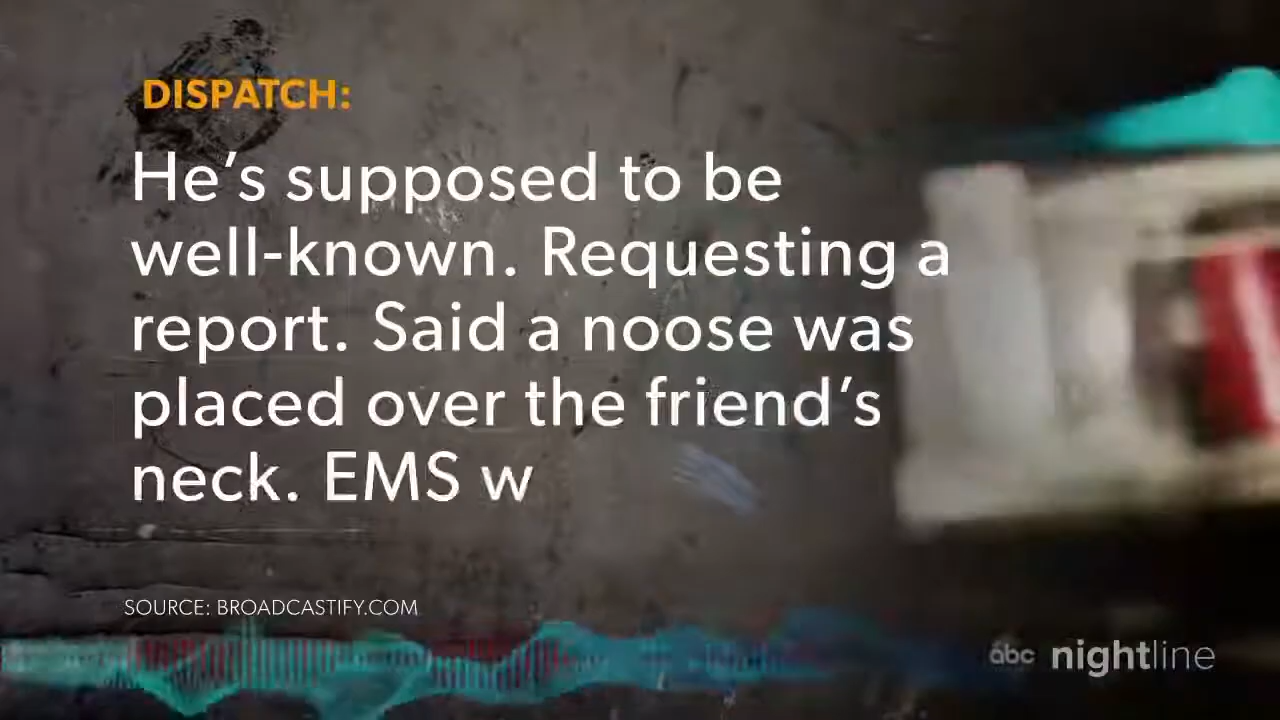 DISPATCH:
He’s supposed to be
well-known. Requesting a
report. Said a noose was
placed over the friend’s
neck. EMS w
SOURCE: BROADCASTIFY.COM
abc nightline